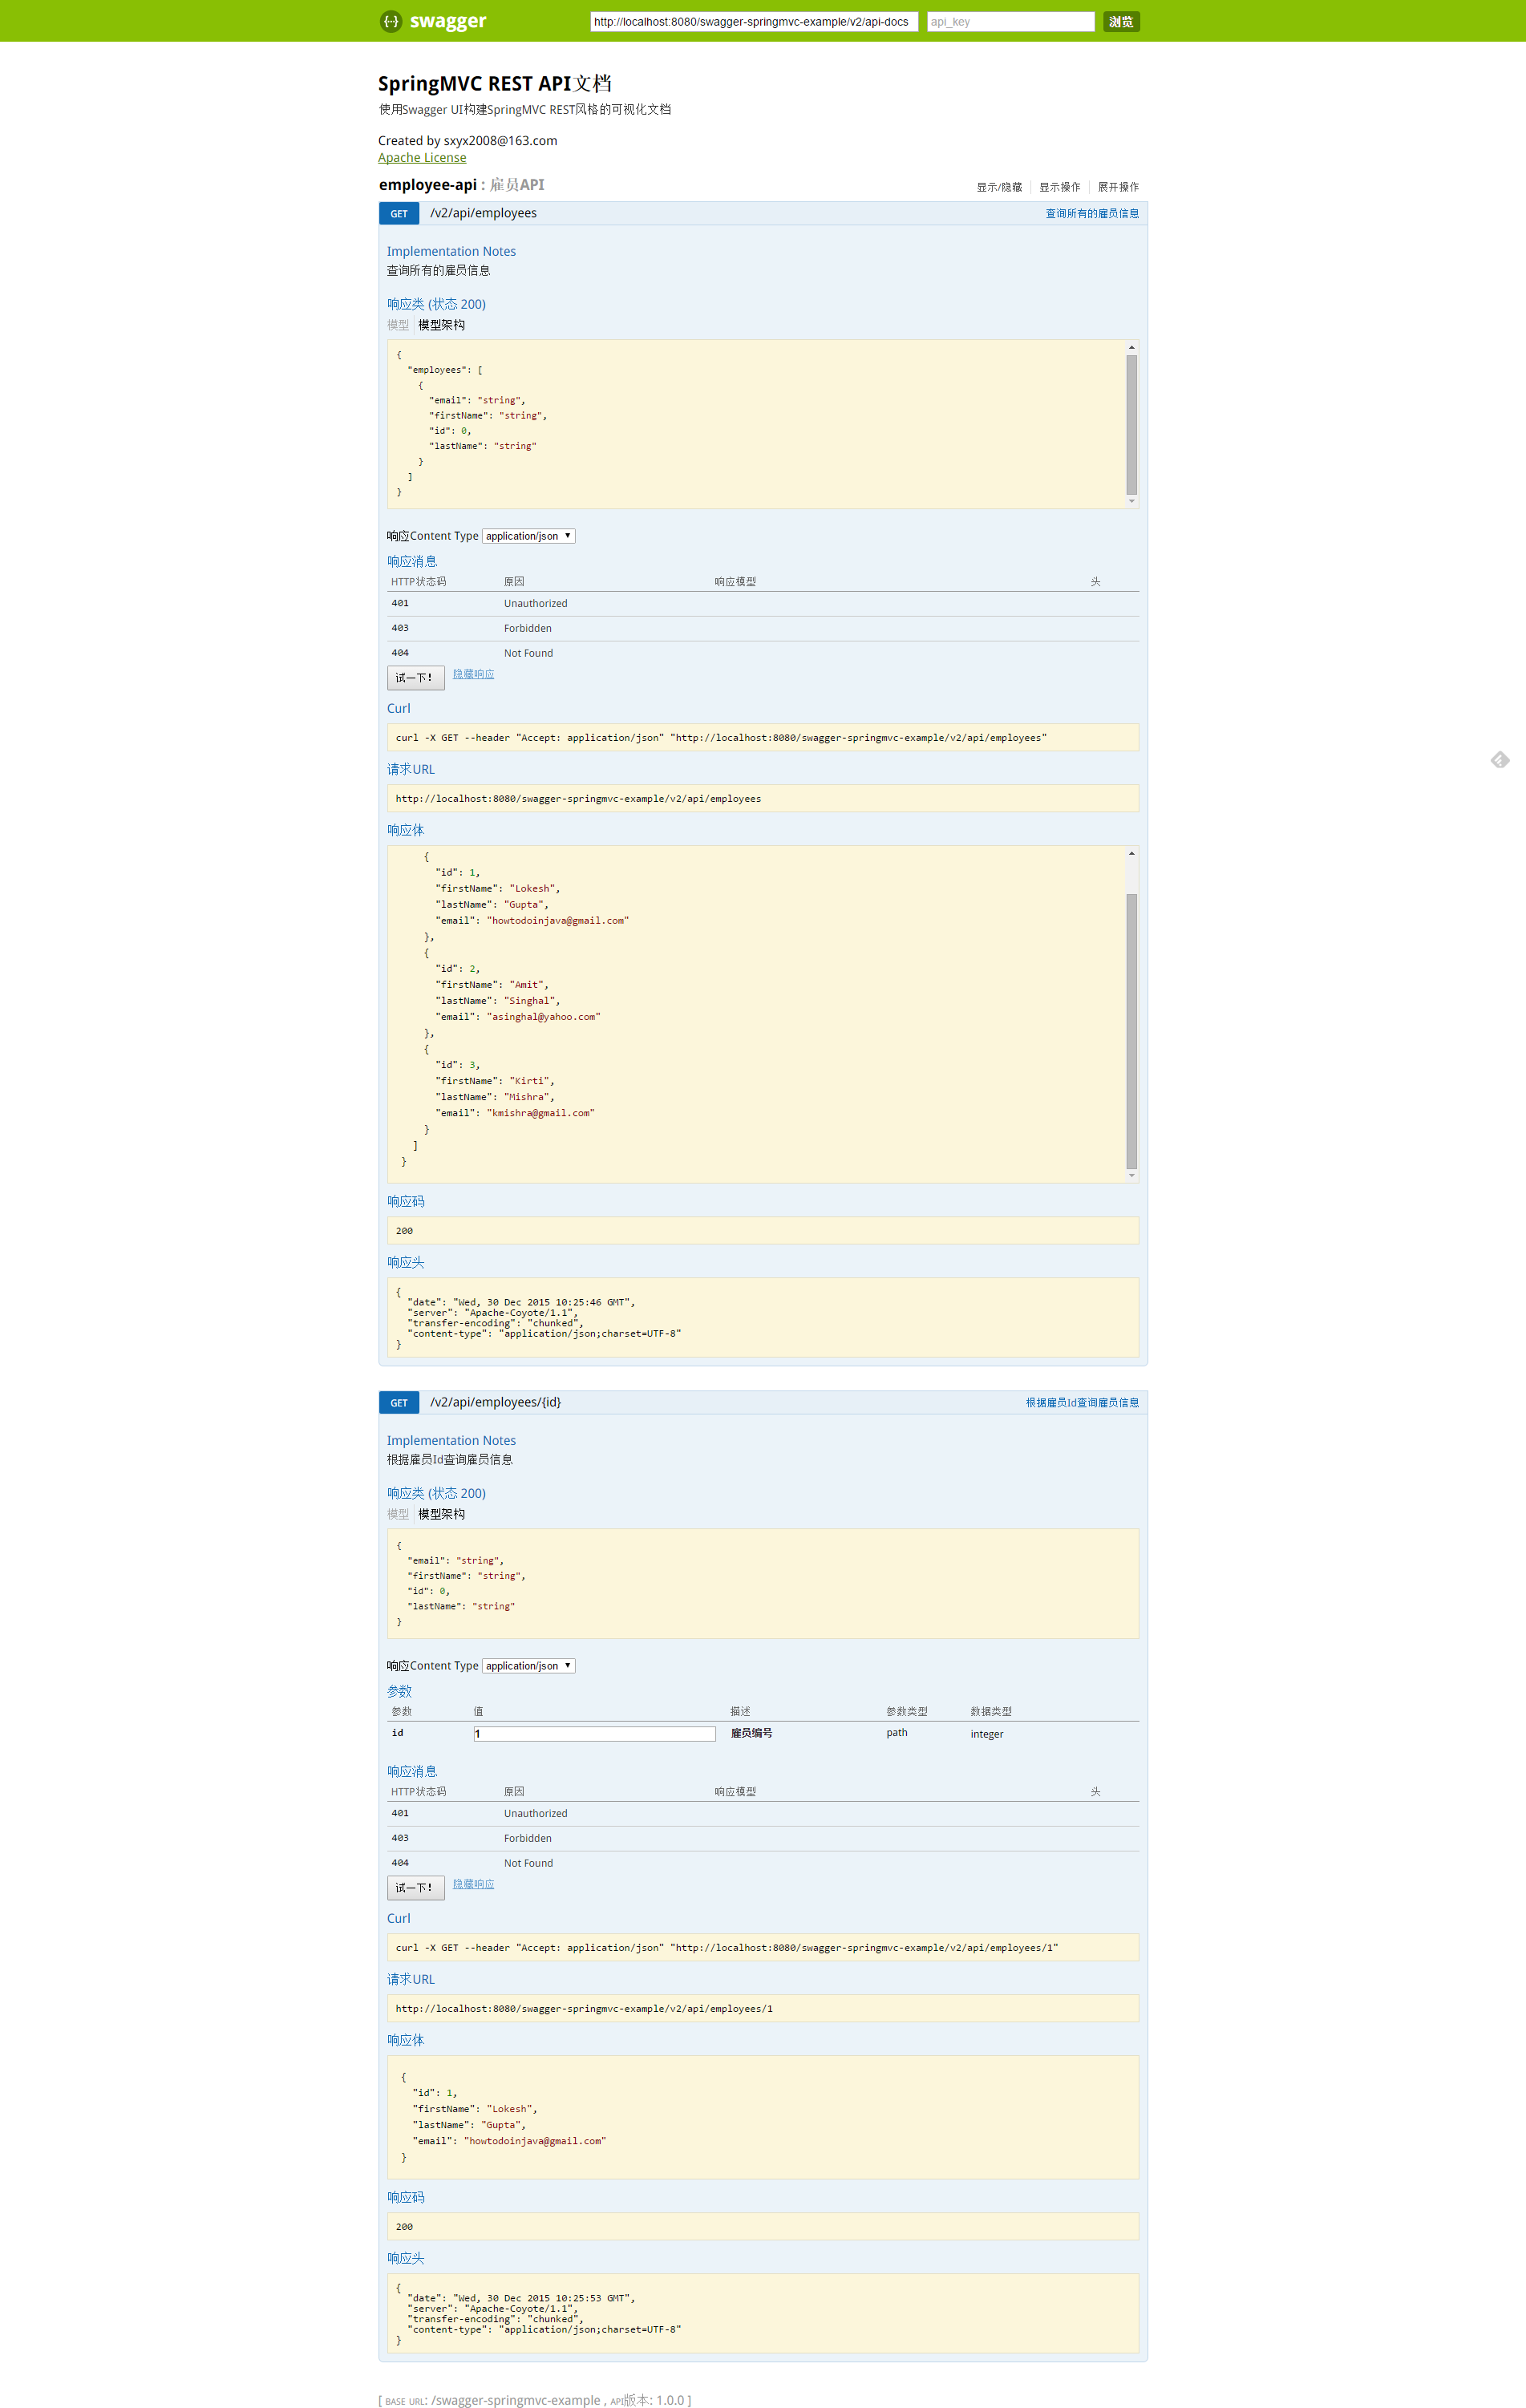 swagger http://localhost:8080/swagger-springmvc-example/v2/api-docs api_key 浏览
SpringMVC REST API文档
使用Swagger UI构建SpringMVC REST风格的可视化文档
Created by sxyx2008@163.com
Apache License
employee-api : 雇员API 显示/隐藏 显示操作 展开操作
GET /v2/api/employees 查询所有的雇员信息
Implementation Notes
查询所有的雇员信息
响应类 (状态 200)
模型 模型架构
{
"employees": [
{
"email": "string",
"firstName": "string",
"id": 0,
"lastName": "string"
}
]
}
响应Content Type application/json
响应消息
HTTP状态码 原因 响应模型 头
401 Unauthorized
403 Forbidden
404 Not Found
试一下! 隐藏响应
Curl
curl -X GET --header "Accept: application/json" "http://localhost:8080/swagger-springmvc-example/v2/api/employees"
请求URL
http://localhost:8080/swagger-springmvc-example/v2/api/employees
响应体
{
"id": 1,
"firstName": "Lokesh",
"lastName": "Gupta",
"email": "howtodoinjava@gmail.com"
},
{
"id": 2,
"firstName": "Amit",
"lastName": "Singhal",
"email": "asinghal@yahoo.com"
},
{
"id": 3,
"firstName": "Kirti",
"lastName": "Mishra",
"email": "kmishra@gmail.com"
}
]
}
响应码
200
响应头
{
"date": "Wed, 30 Dec 2015 10:25:46 GMT",
"server": "Apache-Coyote/1.1",
"transfer-encoding": "chunked",
"content-type": "application/json;charset=UTF-8"
}
GET /v2/api/employees/{id} 根据雇员Id查询雇员信息
Implementation Notes
根据雇员Id查询雇员信息
响应类 (状态 200)
模型 模型架构
{
"email": "string",
"firstName": "string",
"id": 0,
"lastName": "string"
}
响应Content Type application/json
参数
参数 值 描述 参数类型 数据类型
id 1 雇员编号 path integer
响应消息
HTTP状态码 原因 响应模型 头
401 Unauthorized
403 Forbidden
404 Not Found
试一下! 隐藏响应
Curl
curl -X GET --header "Accept: application/json" "http://localhost:8080/swagger-springmvc-example/v2/api/employees/1"
请求URL
http://localhost:8080/swagger-springmvc-example/v2/api/employees/1
响应体
{
"id": 1,
"firstName": "Lokesh",
"lastName": "Gupta",
"email": "howtodoinjava@gmail.com"
}
响应码
200
响应头
{
"date": "Wed, 30 Dec 2015 10:25:53 GMT",
"server": "Apache-Coyote/1.1",
"transfer-encoding": "chunked",
"content-type": "application/json;charset=UTF-8"
}
[ BASE URL: /swagger-springmvc-example , API版本: 1.0.0 ]